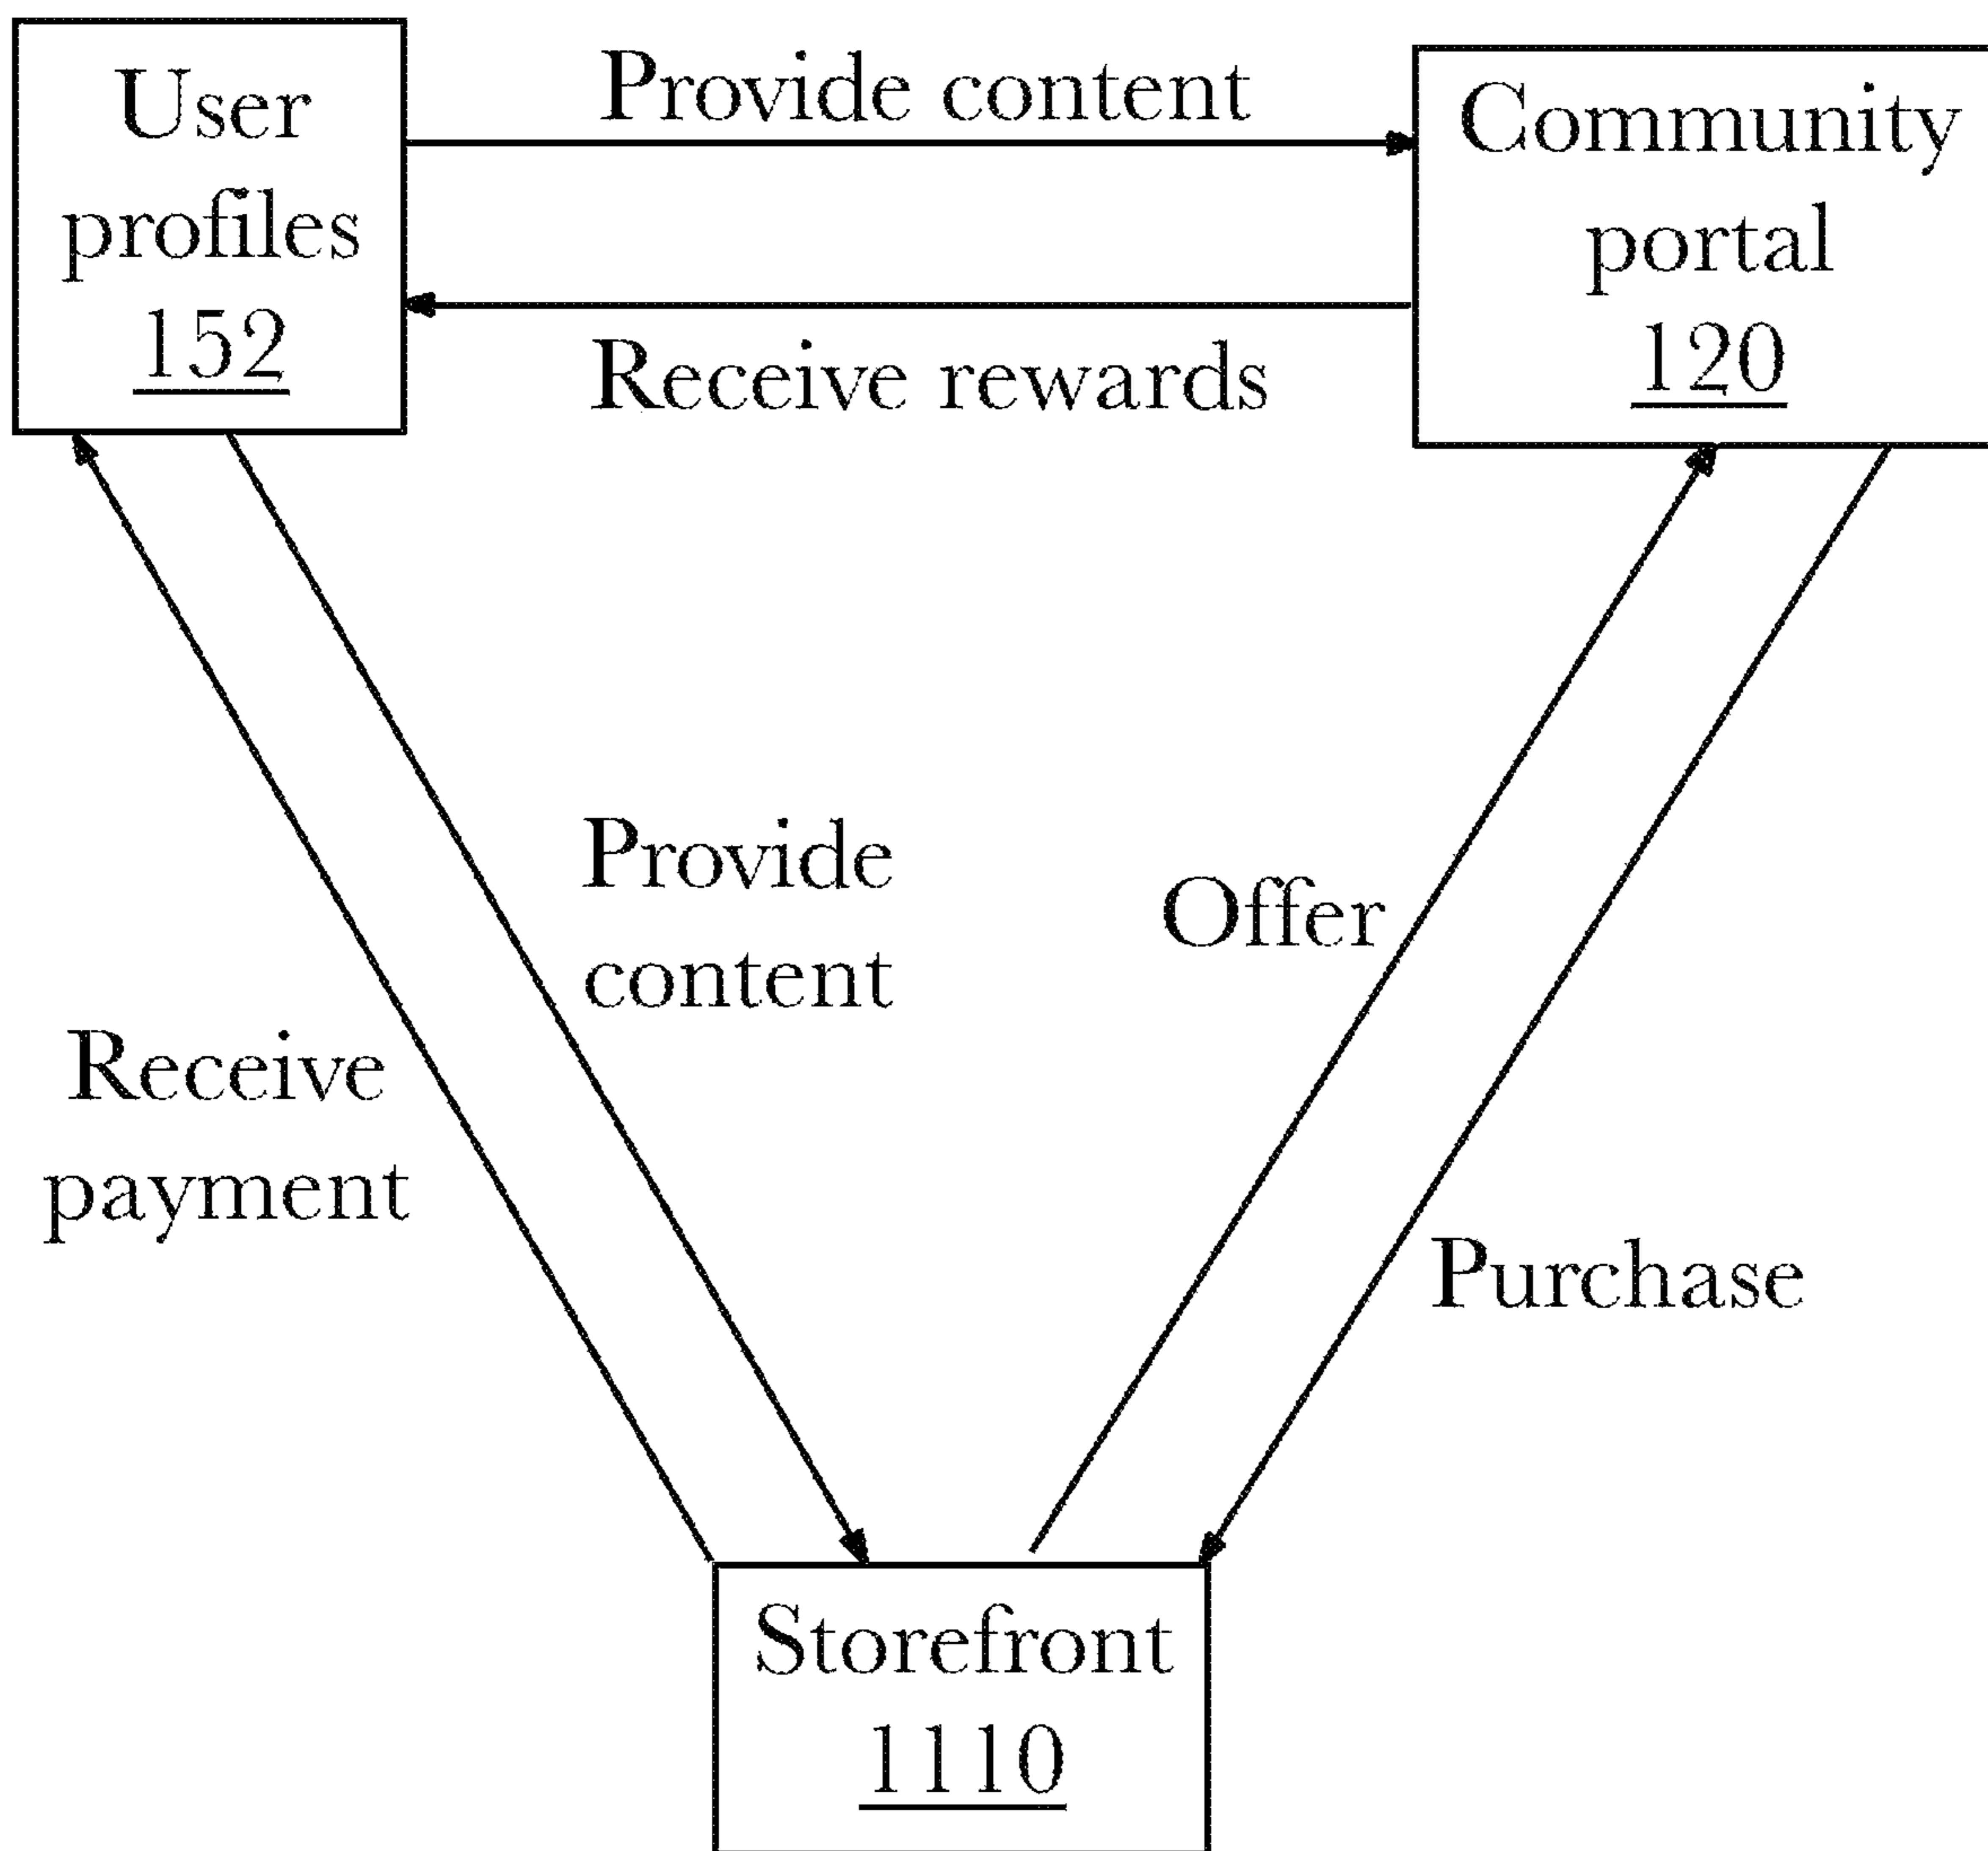 User
profiles
152
Provide content
Receive rewards
Community
portal
120
Provide
content
Receive
payment
Offer
Purchase
Storefront
1110